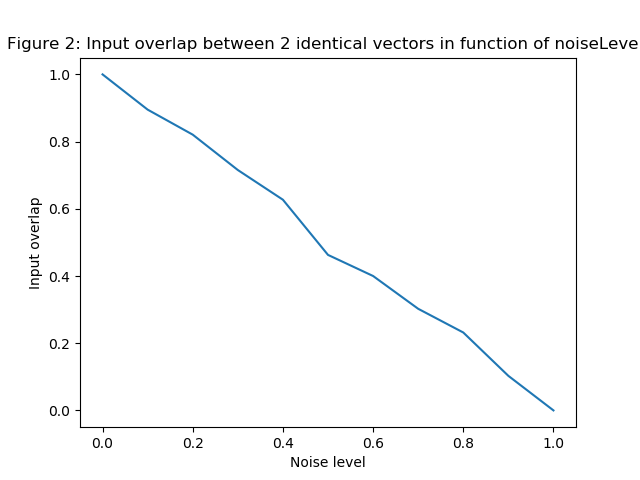 Figure 2: Input overlap between 2 identical vectors in function of noiseLeve
1.0
0.8
0.6
0.4
0.2
0.0
Input overlap
0.0 0.2 0.4 0.6 0.8 1.0
Noise level